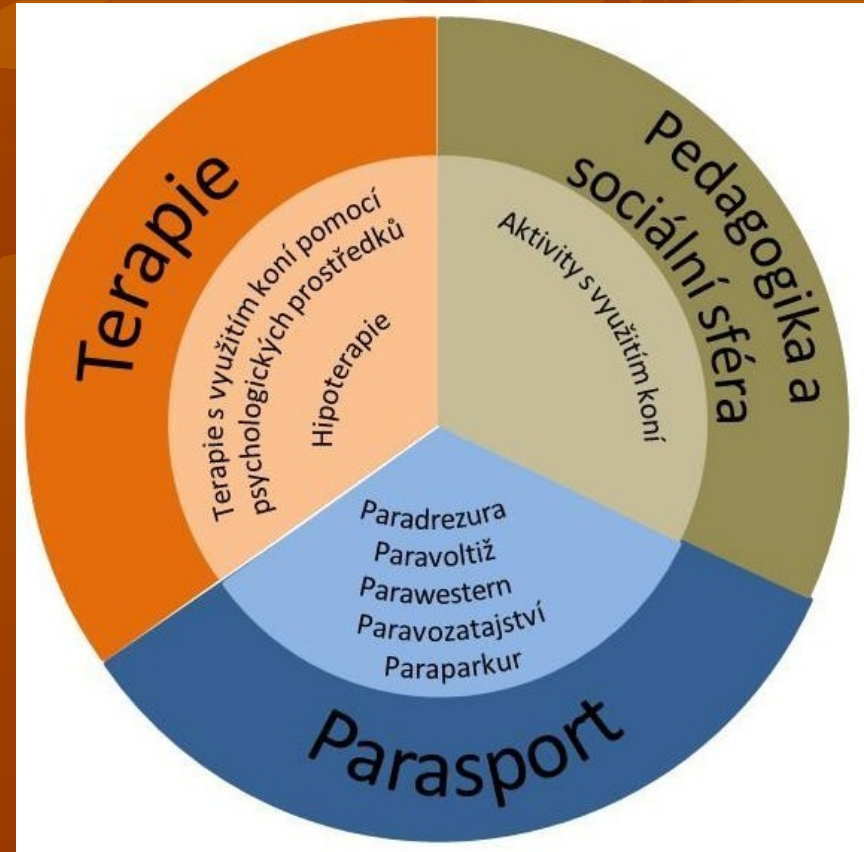 Terapie
Terapie s využitím koní pomocí
psychologických prostředků
Hipoterapie
Pedagogika a
sociální sféra
Aktivity s využitím koní
Paradrezura
Paravoltiž
Parawestern
Paravozatajství
Paraparkur
Parasport